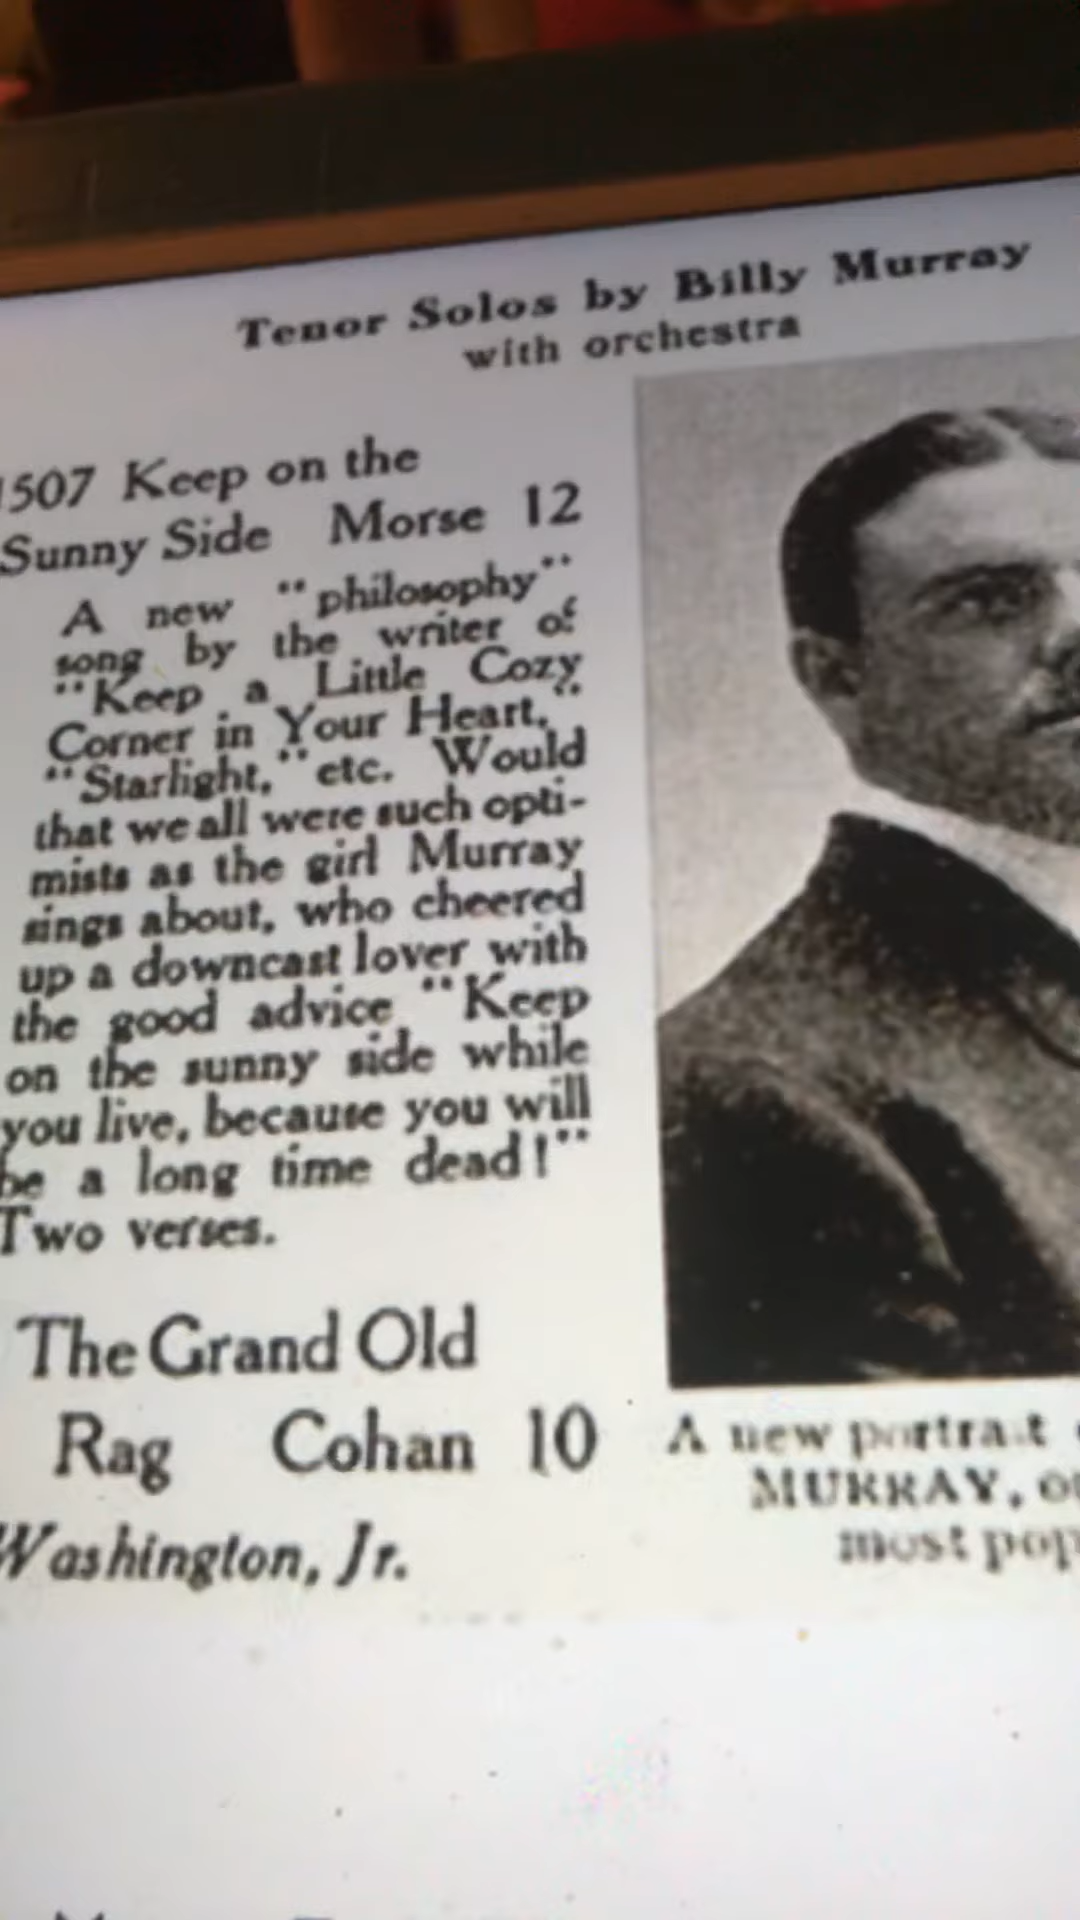 Tenor Solos by Billy Murray
with orchestra
1507 Keep on the
Sunny Side Morse 12
A new "philosophy"
song by the writer of
"Keep a Little Cozy
Corner in Your Heart,"
"Starlight," etc. Would
that we all were such opti-
mists as the girl Murray
sings about, who cheered
up a downcast lover with
the good advice "Keep
on the sunny side while
you live, because you will
be a long time dead!"
Two verses.
The Grand Old
Rag Cohan 10
Washington, Jr.
A new portrait
MURRAY,
most pop